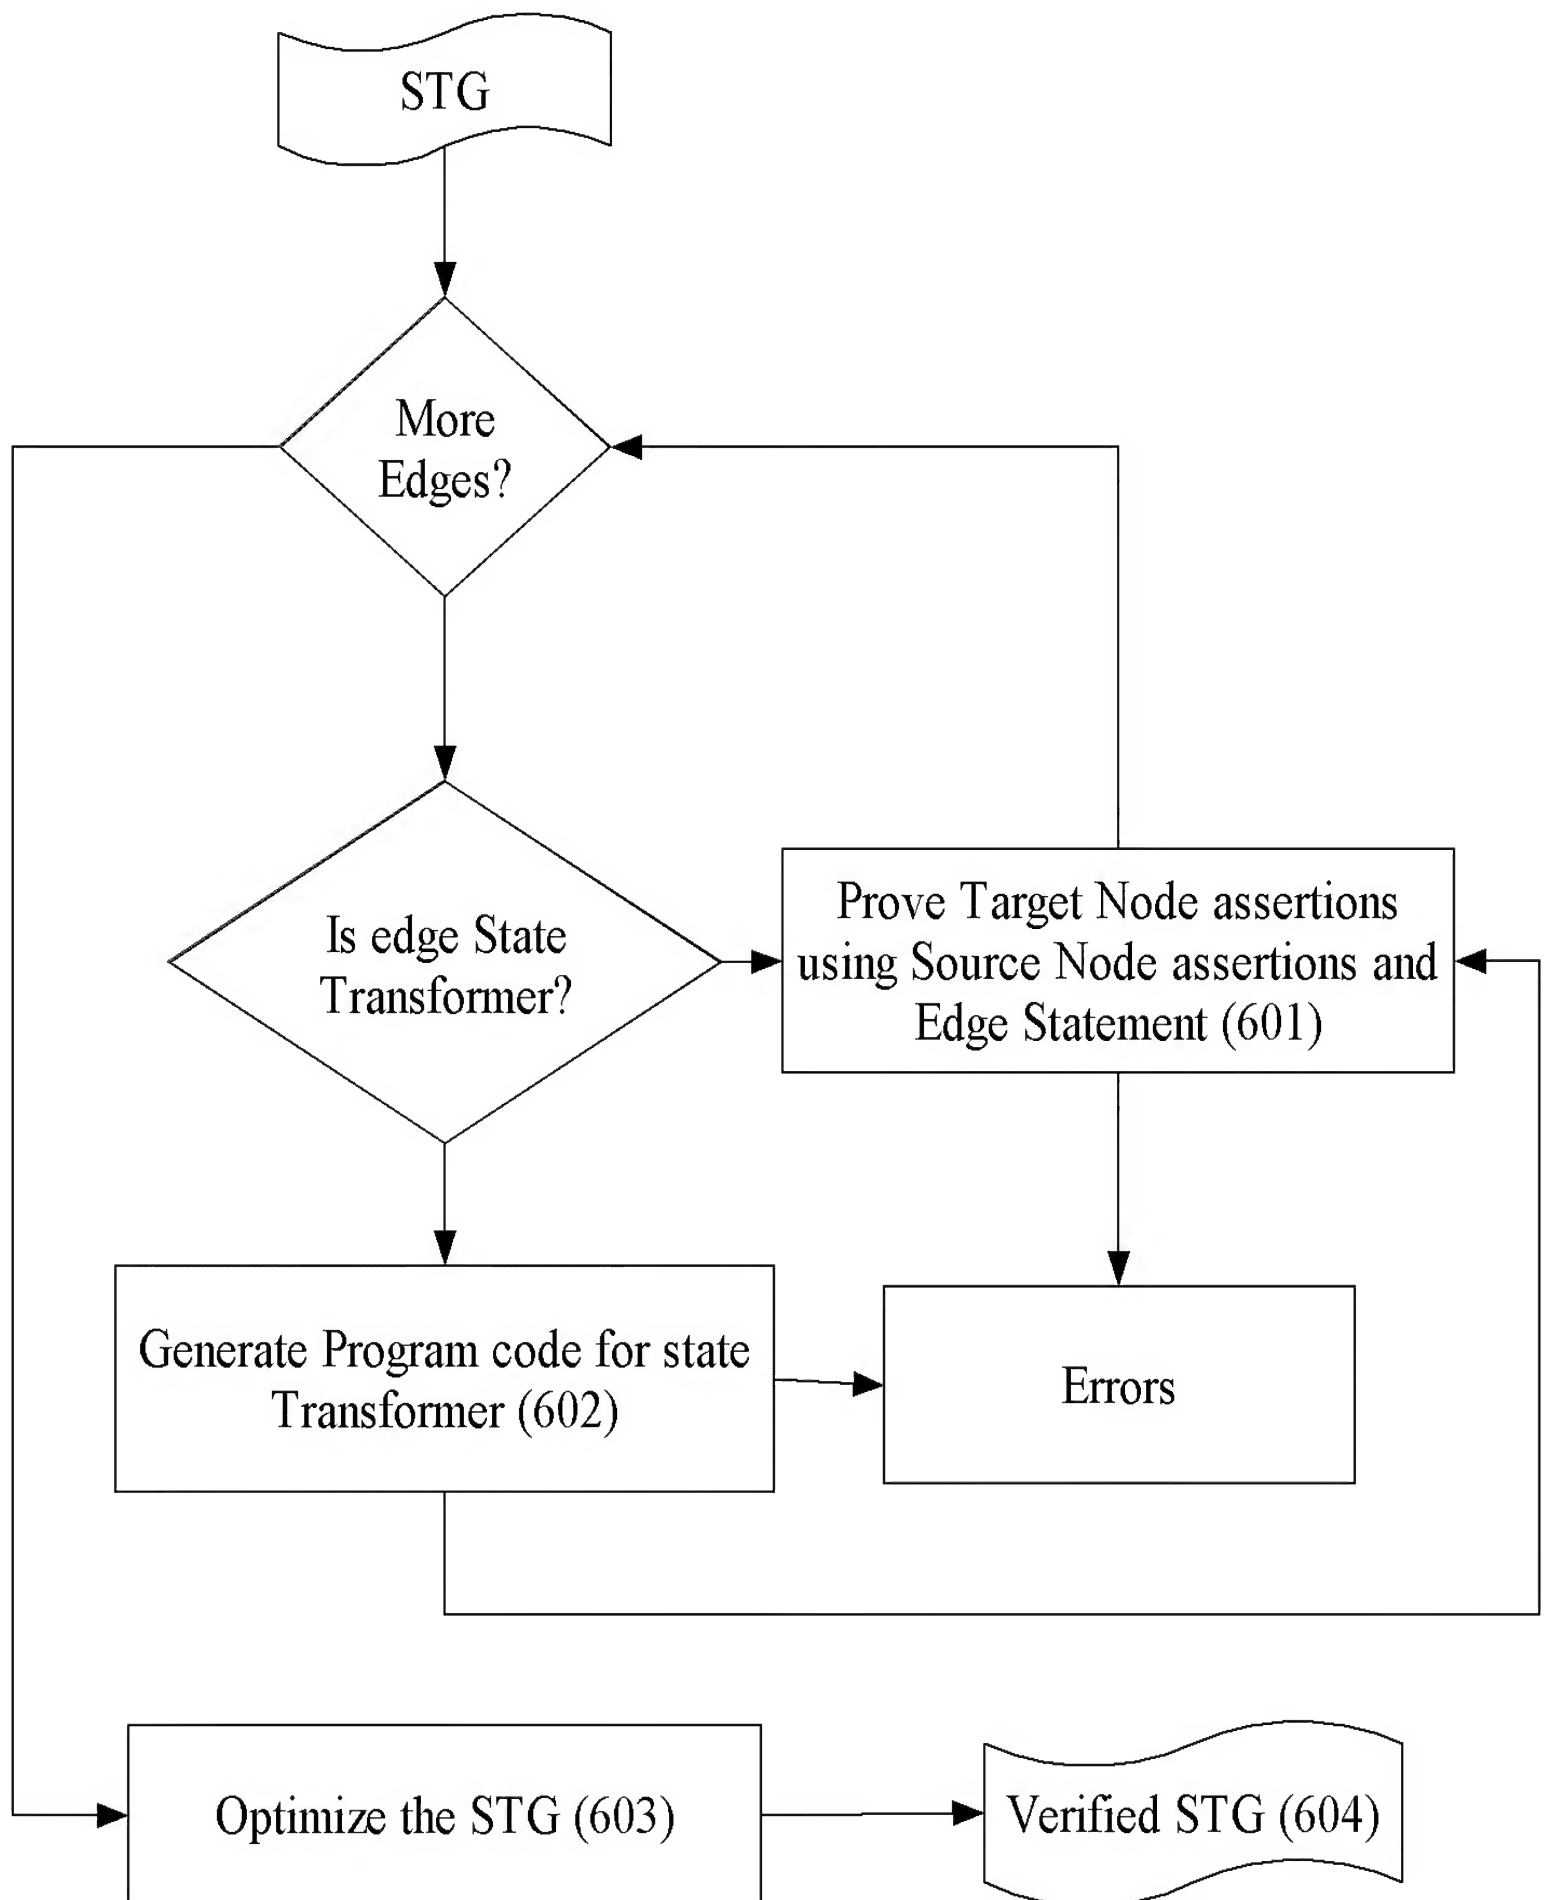 STG
More
Edges?
Is edge State
Transformer?
Prove Target Node assertions
using Source Node assertions and
Edge Statement (601)
Generate Program code for state
Transformer (602)
Errors
Optimize the STG (603)
Verified STG (604)